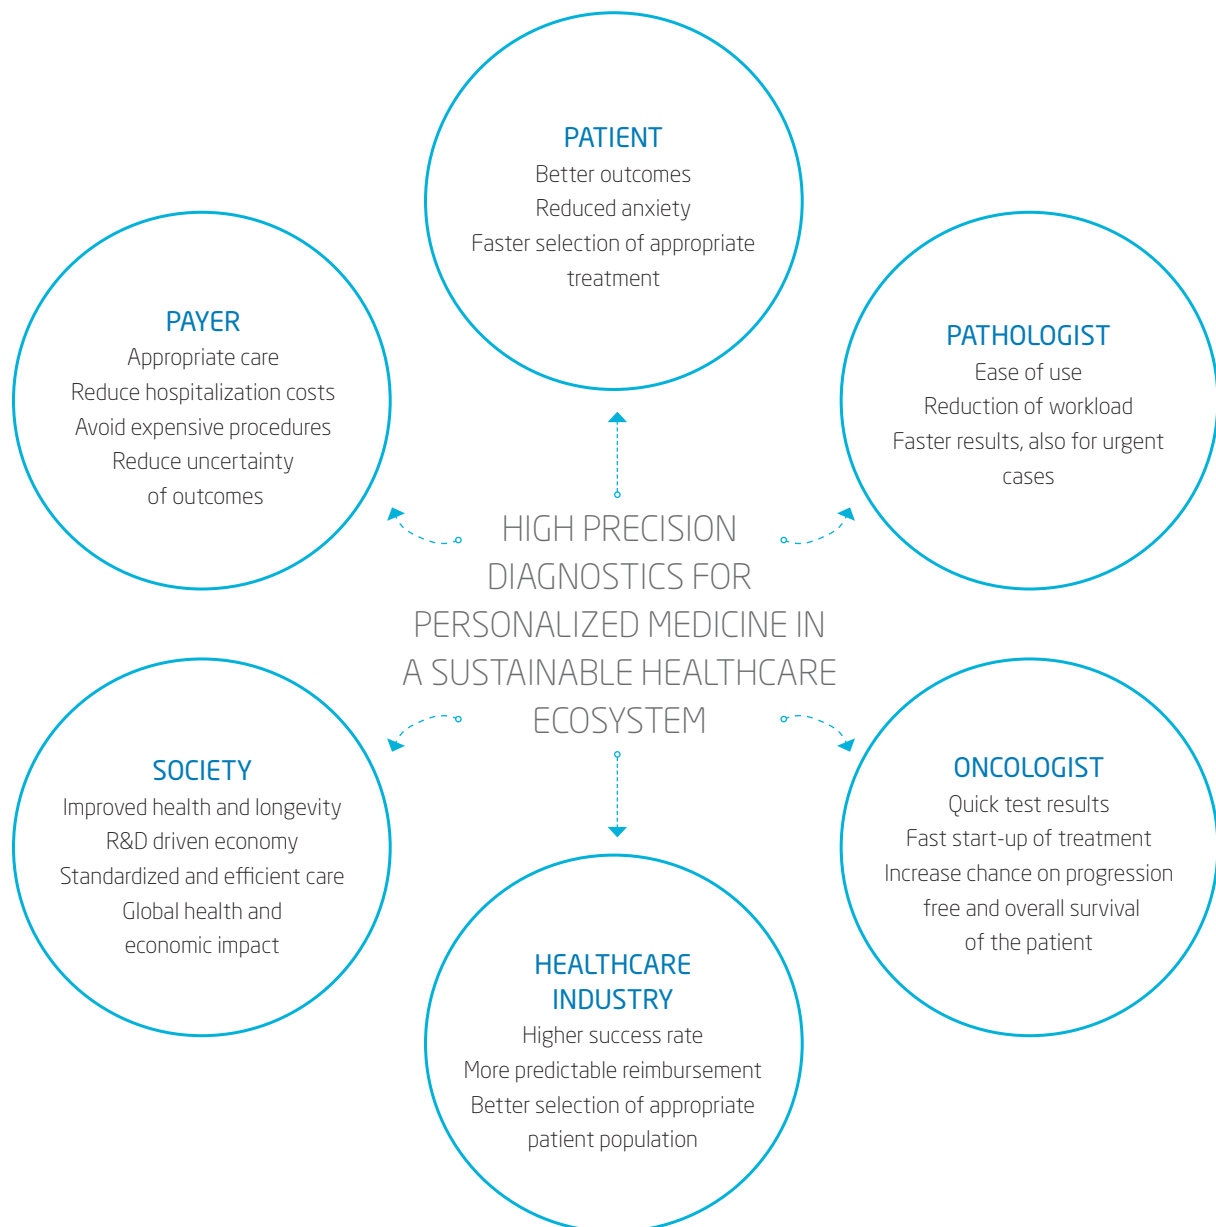 PATIENT
Better outcomes
Reduced anxiety
Faster selection of appropriate
treatment
PAYER
Appropriate care
Reduce hospitalization costs
Avoid expensive procedures
Reduce uncertainty
of outcomes
PATHOLOGIST
Ease of use
Reduction of workload
Faster results, also for urgent
cases
HIGH PRECISION
DIAGNOSTICS FOR
PERSONALIZED MEDICINE IN
A SUSTAINABLE HEALTHCARE
ECOSYSTEM
SOCIETY
Improved health and longevity
R&D driven economy
Standardized and efficient care
Global health and
economic impact
ONCOLOGIST
Quick test results
Fast start-up of treatment
Increase chance on progression
free and overall survival
of the patient
HEALTHCARE
INDUSTRY
Higher success rate
More predictable reimbursement
Better selection of appropriate
patient population